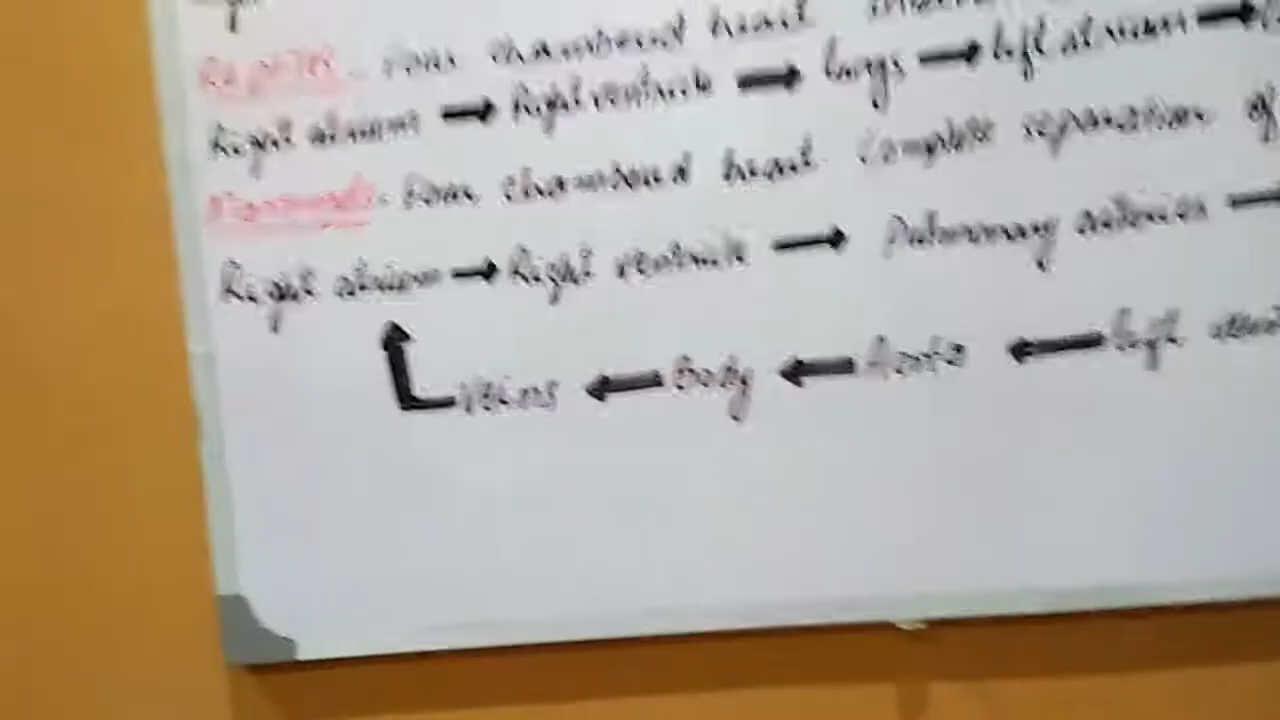 Reptiles - Four chambered heart
Right atrium → Right ventricle → lungs → left atrium →
Mammals - Four chambered heart complete separation of
Right atrium → Right ventricle → Pulmonary arteries →
Veins ← Body ← Aorta ← left